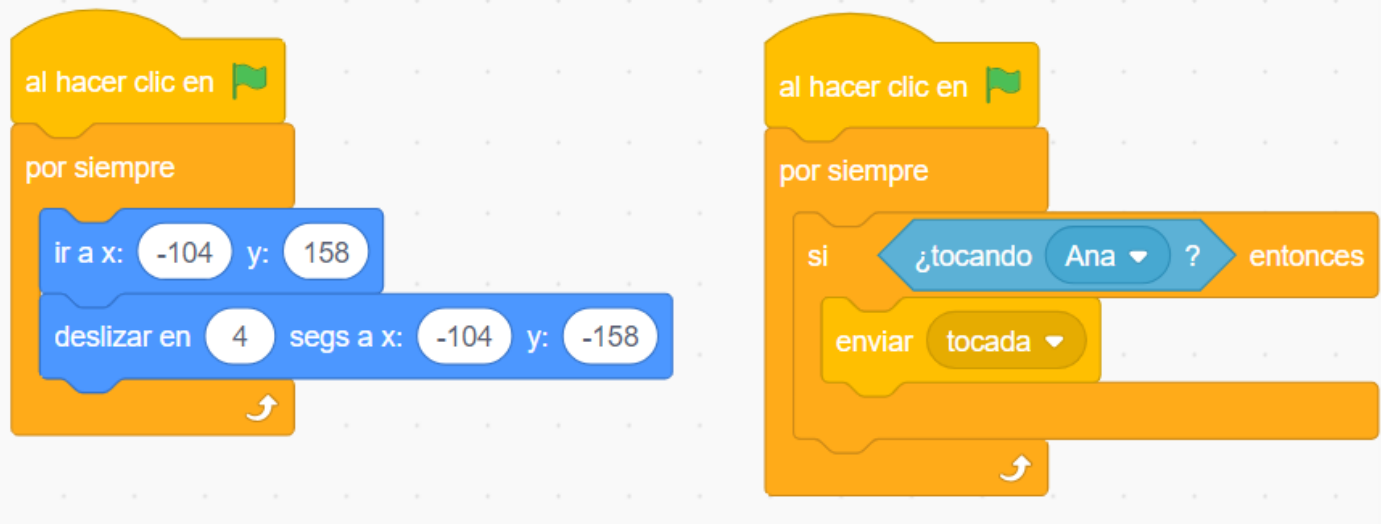 al hacer clic en
por siempre
ir a x: -104 y: 158
deslizar en 4 segs a x: -104 y: -158
al hacer clic en
por siempre
si ¿tocando Ana ? entonces
enviar tocada